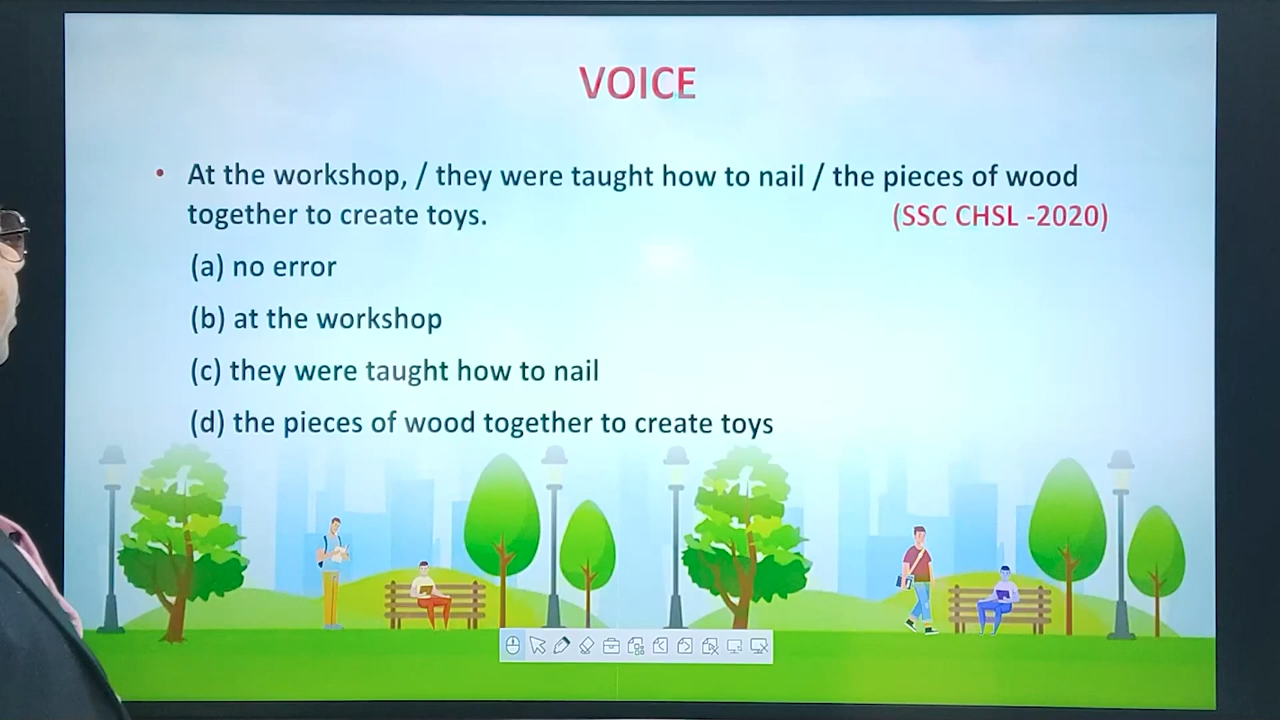 VOICE
• At the workshop, / they were taught how to nail / the pieces of wood
together to create toys. (SSC CHSL -2020)
(a) no error
(b) at the workshop
(c) they were taught how to nail
(d) the pieces of wood together to create toys